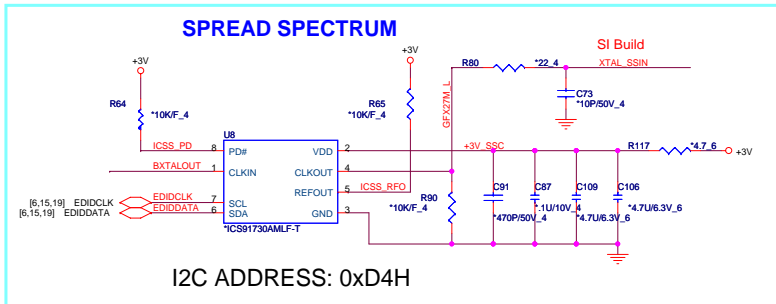 SPREAD SPECTRUM
SI Build
+3V
+3V
R80
*22_4
XTAL_SSIN
R64
*10K/F_4
R65
*10K/F_4
GFX27M_L
C73
*10P/50V_4
U8
ICSS_PD
8 PD#
VDD 2
+3V_SSC
R117
*4.7_6
+3V
BXTALOUT
1 CLKIN
CLKOUT 4
REFOUT 5
ICSS_RFO
[6,15,19] EDIDCLK
EDIDCLK
7 SCL
[6,15,19] EDIDDATA
EDIDDATA
6 SDA
GND 3
R90
*10K/F_4
C91
*470P/50V_4
C87
*.1U/10V_4
C109
*4.7U/6.3V_6
C106
*4.7U/6.3V_6
*ICS91730AMLF-T
I2C ADDRESS: 0xD4H